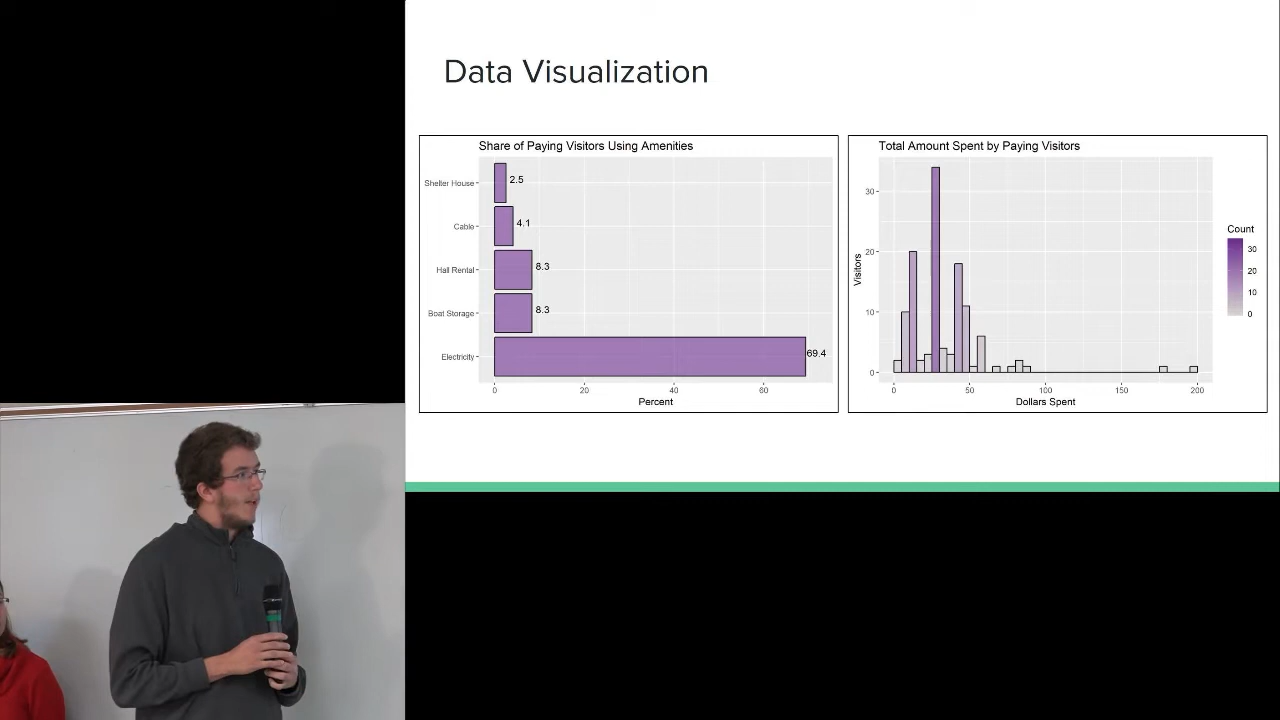 Data Visualization
Share of Paying Visitors Using Amenities
Shelter House
2.5
Cable
4.1
Hall Rental
8.3
Boat Storage
8.3
Electricity
69.4
0 20 40 60
Percent
Total Amount Spent by Paying Visitors
Visitors
30
20
10
0
0 50 100 150 200
Dollars Spent
Count
30
20
10
0